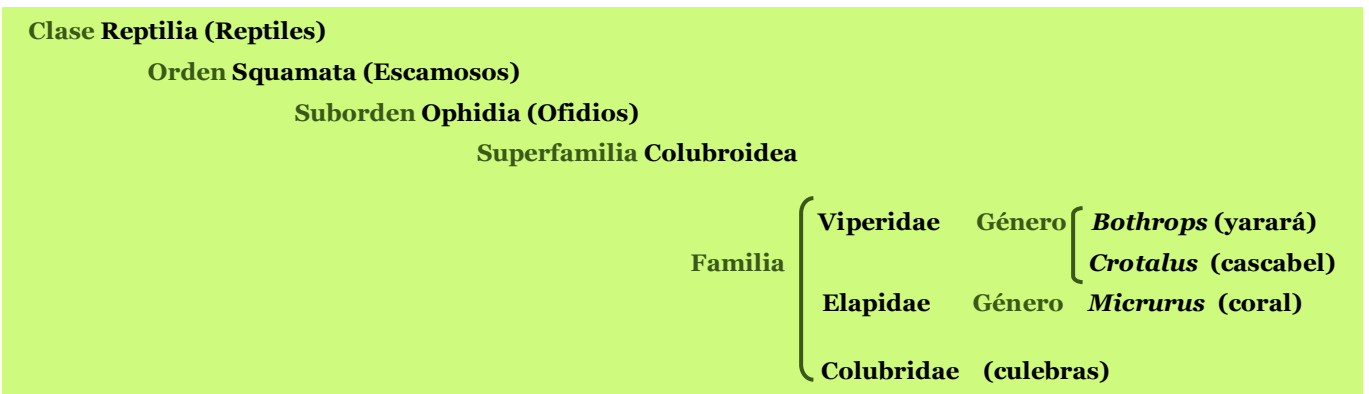 Clase Reptilia (Reptiles)
Orden Squamata (Escamosos)
Suborden Ophidia (Ofidios)
Superfamilia Colubroidea
Viperidae Género Bothrops (yarará)
Familia Crotalus (cascabel)
Elapidae Género Micrurus (coral)
Colubridae (culebras)